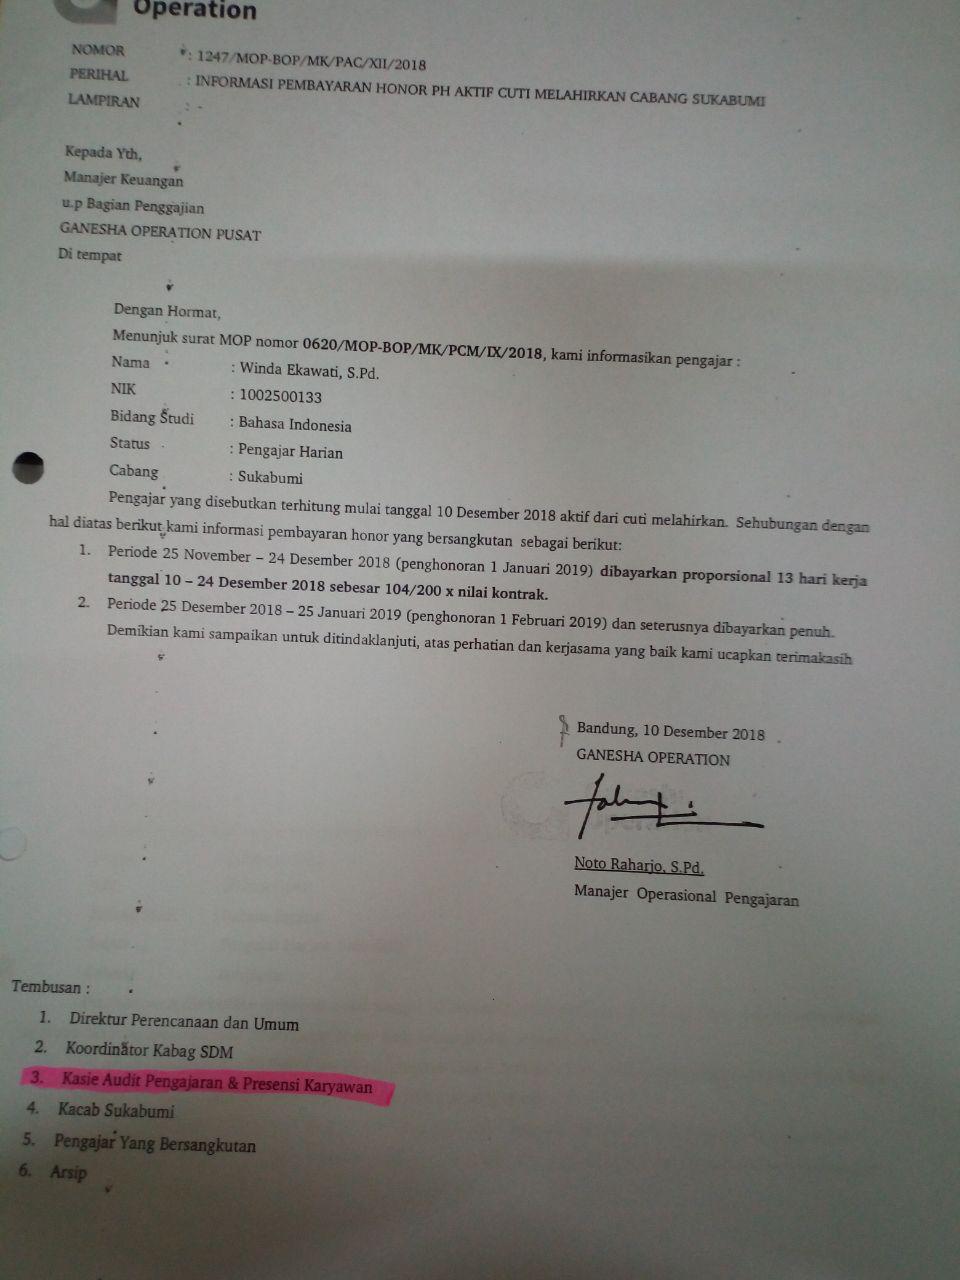 Operation
NOMOR : 1247/MOP-BOP/MK/PAC/XII/2018
PERIHAL : INFORMASI PEMBAYARAN HONOR PH AKTIF CUTI MELAHIRKAN CABANG SUKABUMI
LAMPIRAN : -
Kepada Yth,
Manajer Keuangan
u.p Bagian Penggajian
GANESHA OPERATION PUSAT
Di tempat
Dengan Hormat,
Menunjuk surat MOP nomor 0620/MOP-BOP/MK/PCM/IX/2018, kami informasikan pengajar :
Nama : Winda Ekawati, S.Pd.
NIK : 1002500133
Bidang Studi : Bahasa Indonesia
Status : Pengajar Harian
Cabang : Sukabumi
Pengajar yang disebutkan terhitung mulai tanggal 10 Desember 2018 aktif dari cuti melahirkan. Sehubungan dengan
hal diatas berikut kami informasi pembayaran honor yang bersangkutan sebagai berikut:
1. Periode 25 November – 24 Desember 2018 (penghonoran 1 Januari 2019) dibayarkan proporsional 13 hari kerja
tanggal 10 – 24 Desember 2018 sebesar 104/200 x nilai kontrak.
2. Periode 25 Desember 2018 – 25 Januari 2019 (penghonoran 1 Februari 2019) dan seterusnya dibayarkan penuh.
Demikian kami sampaikan untuk ditindaklanjuti, atas perhatian dan kerjasama yang baik kami ucapkan terimakasih
Bandung, 10 Desember 2018
GANESHA OPERATION
Noto Raharjo, S.Pd.
Manajer Operasional Pengajaran
Tembusan :
1. Direktur Perencanaan dan Umum
2. Koordinator Kabag SDM
3. Kasie Audit Pengajaran & Presensi Karyawan
4. Kacab Sukabumi
5. Pengajar Yang Bersangkutan
6. Arsip